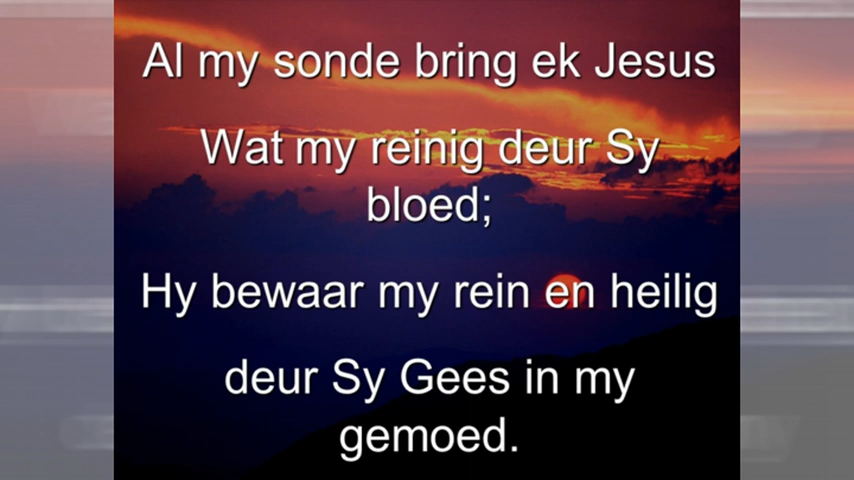 Al my sonde bring ek Jesus
Wat my reinig deur Sy
bloed;
Hy bewaar my rein en heilig
deur Sy Gees in my
gemoed.